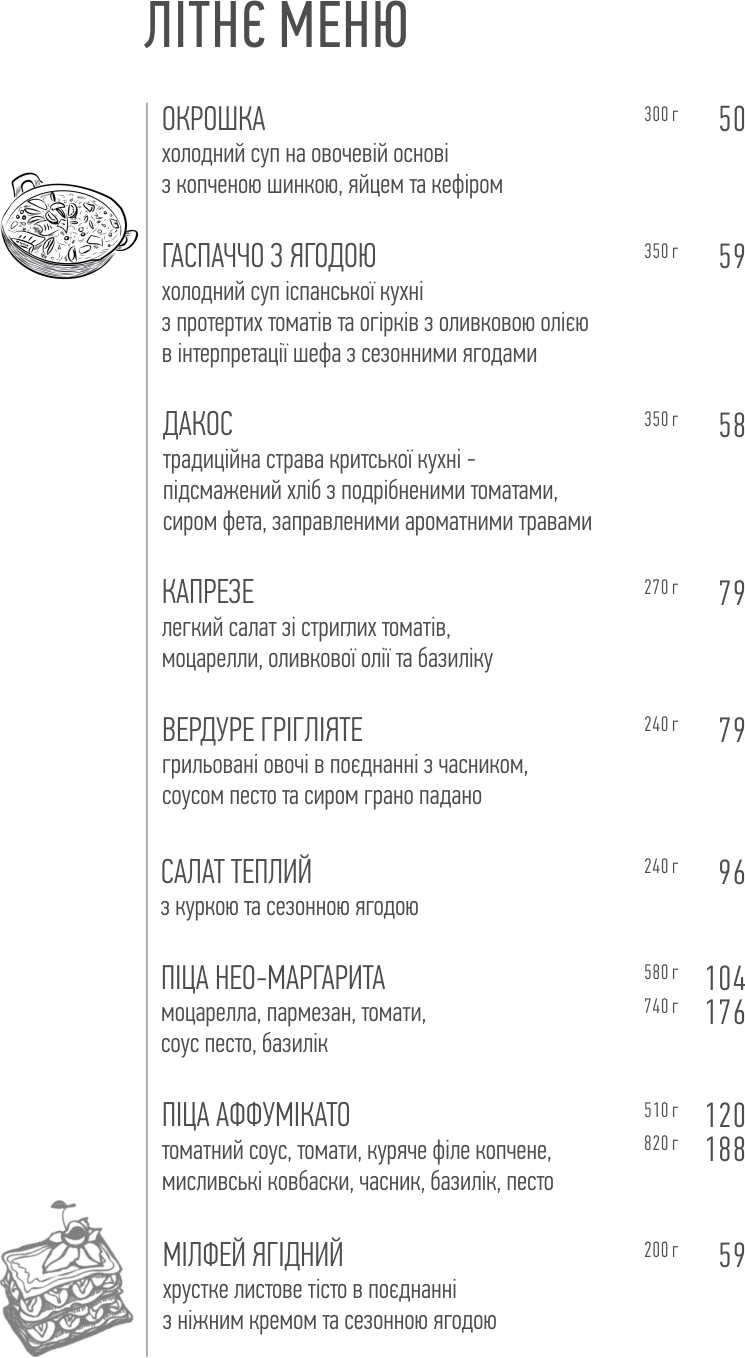 ЛІТНЄ МЕНЮ
ОКРОШКА 300 г 50
холодний суп на овочевій основі
з копченою шинкою, яйцем та кефіром
ГАСПАЧЧО З ЯГОДОЮ 350 г 59
холодний суп іспанської кухні
з протертих томатів та огірків з оливковою олією
в інтерпретації шефа з сезонними ягодами
ДАКОС 350 г 58
традиційна страва критської кухні -
підсмажений хліб з подрібненими томатами,
сиром фета, заправленими ароматними травами
КАПРЕЗЕ 270 г 79
легкий салат зі стриглих томатів,
моцарелли, оливкової олії та базиліку
ВЕРДУРЕ ГРІГЛІЯТЕ 240 г 79
грильовані овочі в поєднанні з часником,
соусом песто та сиром грано падано
САЛАТ ТЕПЛИЙ 240 г 96
з куркою та сезонною ягодою
ПІЦА НЕО-МАРГАРИТА 580 г 104
моцарелла, пармезан, томати, 740 г 176
соус песто, базилік
ПІЦА АФФУМІКАТО 510 г 120
томатний соус, томати, куряче філе копчене, 820 г 188
мисливські ковбаски, часник, базилік, песто
МІЛФЕЙ ЯГІДНИЙ 200 г 59
хрустке листове тісто в поєднанні
з ніжним кремом та сезонною ягодою